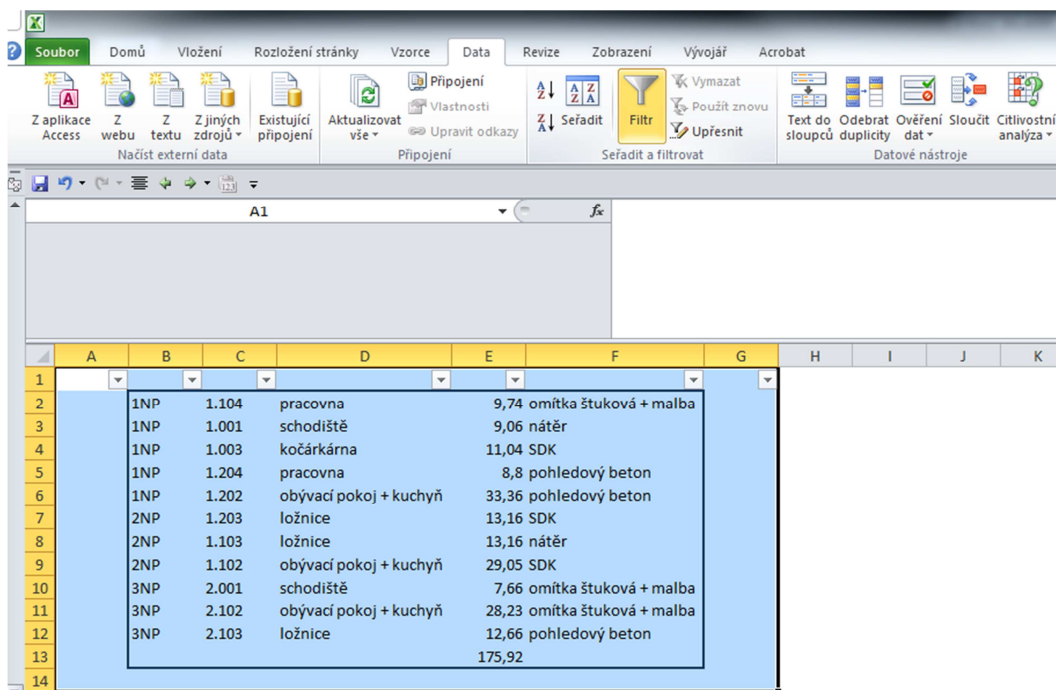 Soubor Domů Vložení Rozložení stránky Vzorce Data Revize Zobrazení Vývojář Acrobat
Z aplikace Access
Z webu
Z textu
Z jiných zdrojů
Existující připojení
Aktualizovat vše
Připojení
Vlastnosti
Upravit odkazy
Seřadit
Filtr
Vymazat
Použít znovu
Upřesnit
Text do sloupců
Odebrat duplicity
Ověření dat
Sloučit
Citlivostní analýza
Načíst externí data Připojení Seřadit a filtrovat Datové nástroje
A1 fx
A B C D E F G H I J K
1
2 1NP 1.104 pracovna 9,74 omítka štuková + malba
3 1NP 1.001 schodiště 9,06 nátěr
4 1NP 1.003 kočárkárna 11,04 SDK
5 1NP 1.204 pracovna 8,8 pohledový beton
6 1NP 1.202 obývací pokoj + kuchyň 33,36 pohledový beton
7 2NP 1.203 ložnice 13,16 SDK
8 2NP 1.103 ložnice 13,16 nátěr
9 2NP 1.102 obývací pokoj + kuchyň 29,05 SDK
10 3NP 2.001 schodiště 7,66 omítka štuková + malba
11 3NP 2.102 obývací pokoj + kuchyň 28,23 omítka štuková + malba
12 3NP 2.103 ložnice 12,66 pohledový beton
13 175,92
14